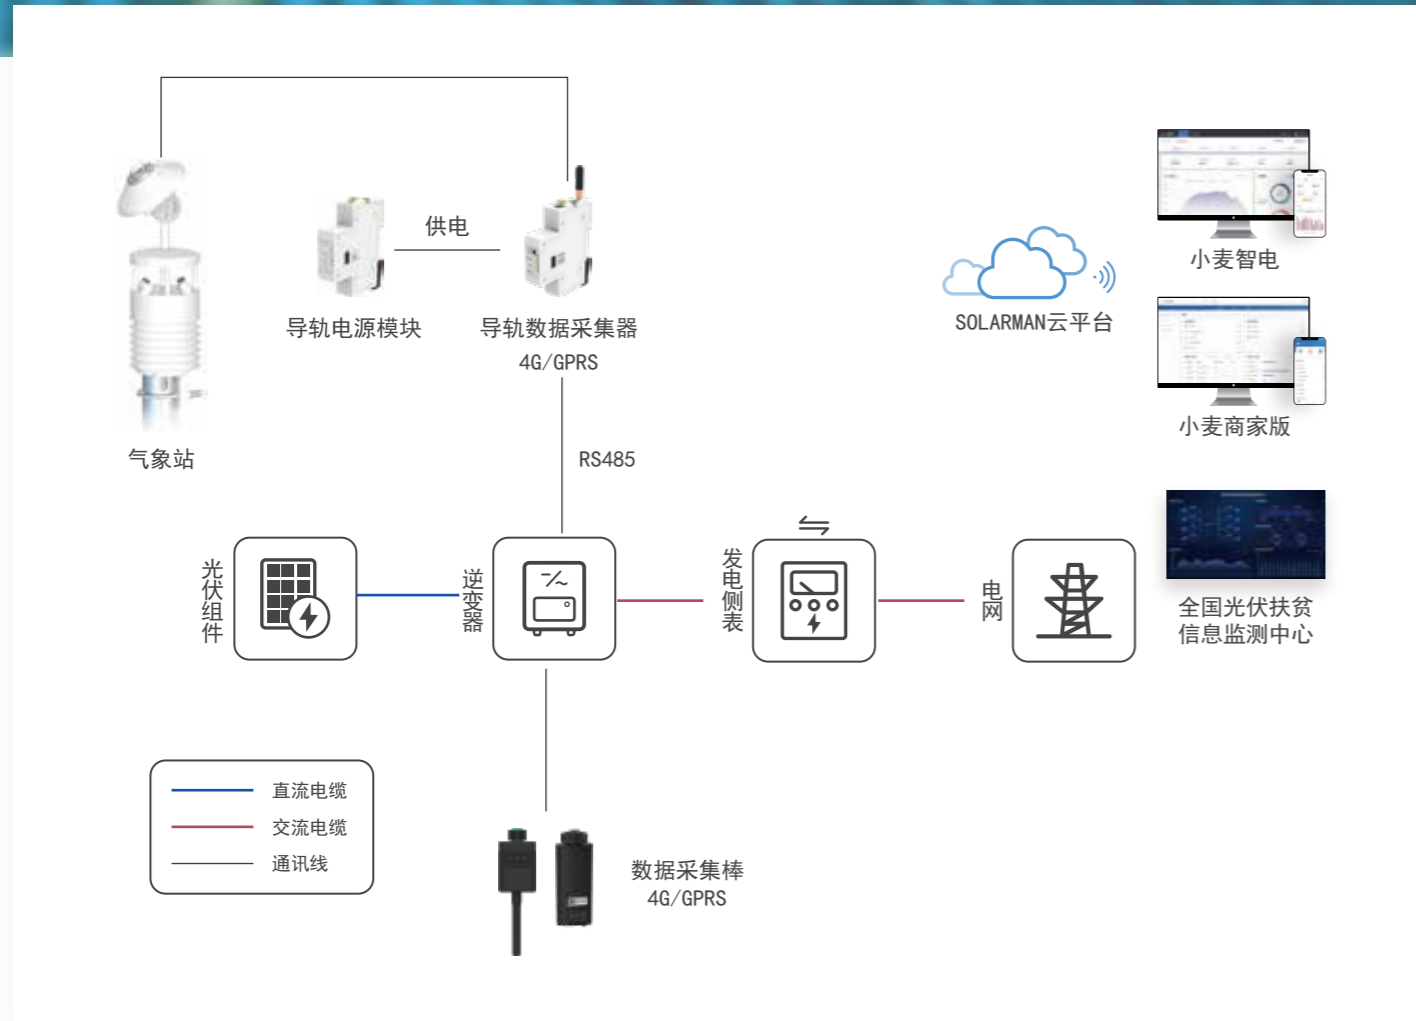 供电
小麦智电
导轨电源模块
导轨数据采集器
4G/GPRS
SOLARMAN云平台
小麦商家版
气象站
RS485
光伏组件
逆变器
发电侧表
电网
全国光伏扶贫
信息监测中心
直流电缆
交流电缆
通讯线
数据采集棒
4G/GPRS